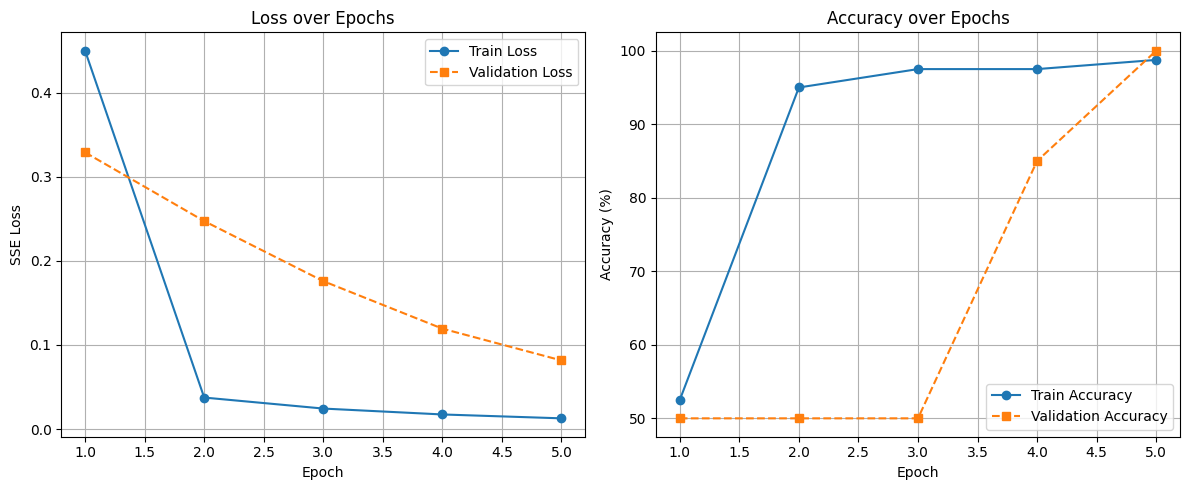 Loss over Epochs
Train Loss
Validation Loss
SSE Loss
0.4
0.3
0.2
0.1
0.0
1.0 1.5 2.0 2.5 3.0 3.5 4.0 4.5 5.0
Epoch
Accuracy over Epochs
Accuracy (%)
100
90
80
70
60
50
Train Accuracy
Validation Accuracy
1.0 1.5 2.0 2.5 3.0 3.5 4.0 4.5 5.0
Epoch